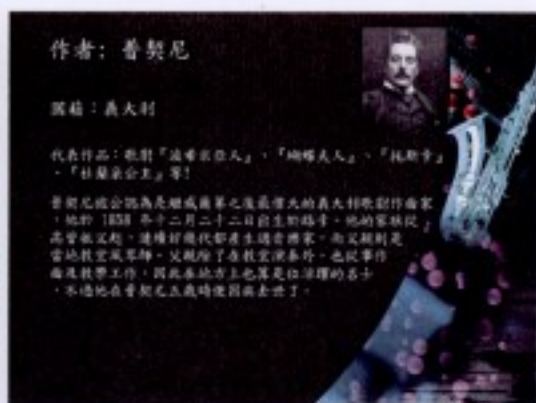 作者: 普契尼
國籍：義大利
代表作品：歌劇『波希米亞人』、『蝴蝶夫人』、『托斯卡』
、『杜蘭朵公主』等!
普契尼被公認為是繼威爾第之後最偉大的義大利歌劇作曲家
，他於 1858 年十二月二十二日出生於路卡。他的家族從
高曾祖父起，連續好幾代都產生過音樂家。而父親則是
當地教堂風琴師。父親除了在教堂演奏外，也從事作
曲及教學工作，因此在地方上也算是位活躍的名士
。不過他在普契尼五歲時便因病去世了。